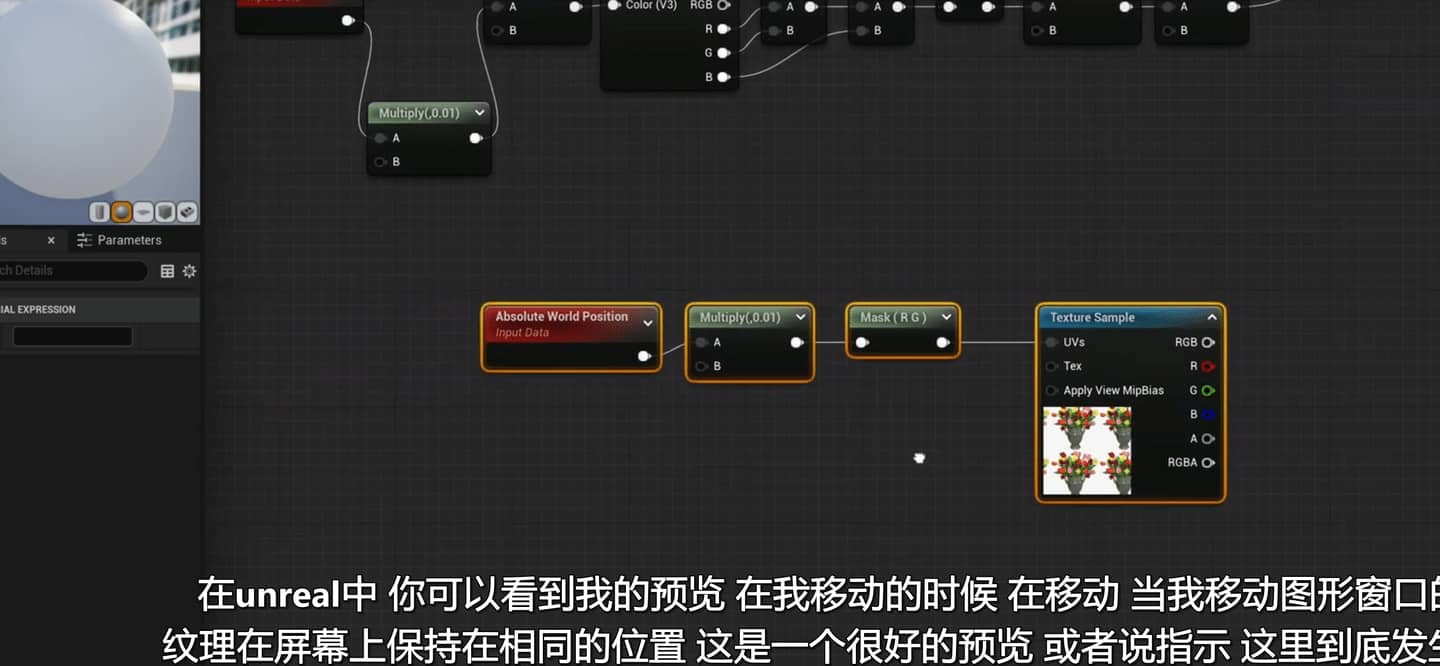 Color (V3) RGB
A
A
A
A
A
B
B
B
B
B
R
G
B
Multiply(,0.01)
A
B
s
Parameters
ch Details
IAL EXPRESSION
Absolute World Position
Input Data
Multiply(,0.01)
A
B
Mask ( R G )
Texture Sample
UVs RGB
Tex R
Apply View MipBias G
B
A
RGBA
在unreal中 你可以看到我的预览 在我移动的时候 在移动 当我移动图形窗口的
纹理在屏幕上保持在相同的位置 这是一个很好的预览 或者说指示 这里到底发生